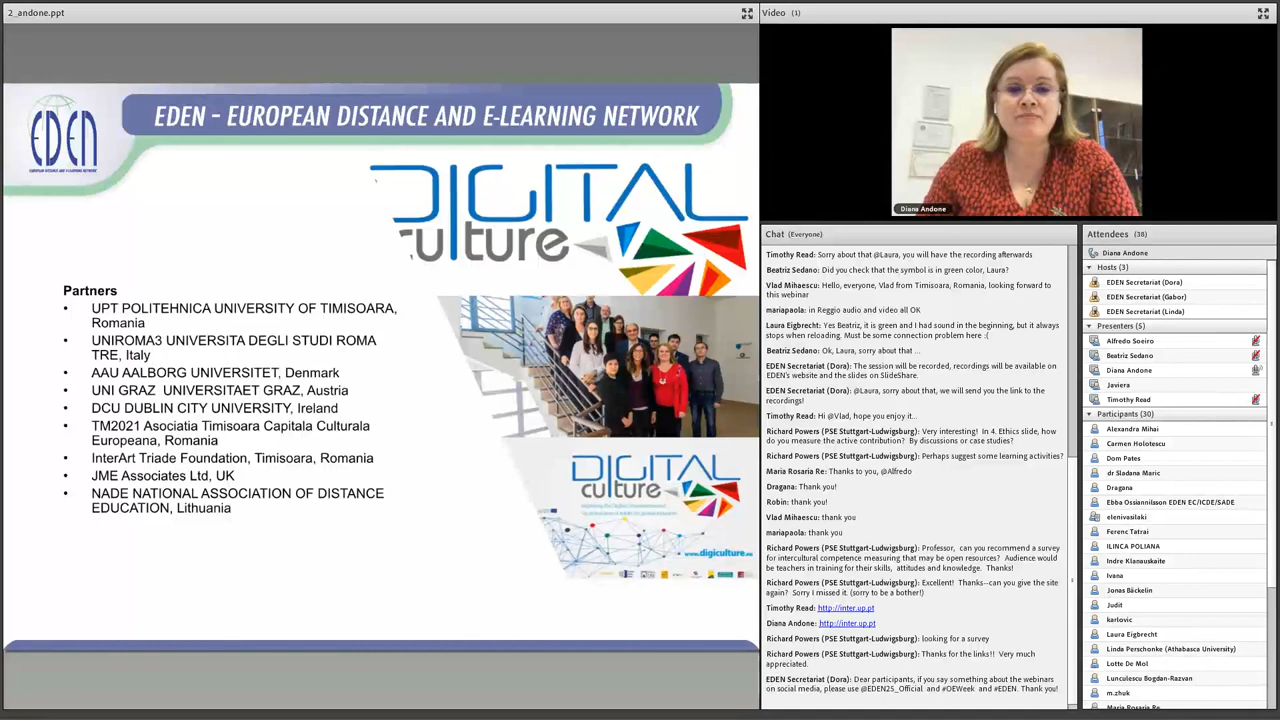 2_andone.ppt
EDEN
EDEN – EUROPEAN DISTANCE AND E-LEARNING NETWORK
DIGITAL
culture
Partners
• UPT POLITEHNICA UNIVERSITY OF TIMISOARA,
Romania
• UNIROMA3 UNIVERSITA DEGLI STUDI ROMA
TRE, Italy
• AAU AALBORG UNIVERSITET, Denmark
• UNI GRAZ UNIVERSITAET GRAZ, Austria
• DCU DUBLIN CITY UNIVERSITY, Ireland
• TM2021 Asociatia Timisoara Capitala Culturala
Europeana, Romania
• InterArt Triade Foundation, Timisoara, Romania
• JME Associates Ltd, UK
• NADE NATIONAL ASSOCIATION OF DISTANCE
EDUCATION, Lithuania
DIGITAL
culture
www.digiculture.eu
Video (1)
Diana Andone
Chat (Everyone)
Timothy Read: Sorry about that @Laura, you will have the recording afterwards
Beatriz Sedano: Did you check that the symbol is in green color, Laura?
Vlad Mihaescu: Hello, everyone, Vlad from Timisoara, Romania, looking forward to
this webinar
mariapaola: in Reggio audio and video all OK
Laura Eigbrecht: Yes Beatriz, it is green and I had sound in the beginning, but it always
stops when reloading. Must be some connection problem here :(
Beatriz Sedano: Ok, Laura, sorry about that ...
EDEN Secretariat (Dora): The session will be recorded, recordings will be available on
EDEN's website and the slides on SlideShare.
EDEN Secretariat (Dora): @Laura, sorry about that, we will send you the link to the
recordings!
Timothy Read: Hi @Vlad, hope you enjoy it...
Richard Powers (PSE Stuttgart-Ludwigsburg): Very interesting! In 4. Ethics slide, how
do you measure the active contribution? By discussions or case studies?
Richard Powers (PSE Stuttgart-Ludwigsburg): Perhaps suggest some learning activities?
Maria Rosaria Re: Thanks to you, @Alfredo
Dragana: Thank you!
Robin: thank you!
Vlad Mihaescu: thank you
mariapaola: thank you
Richard Powers (PSE Stuttgart-Ludwigsburg): Professor, can you recommend a survey
for intercultural competence measuring that may be open resources? Audience would
be teachers in training for their skills, attitudes and knowledge. Thanks!
Richard Powers (PSE Stuttgart-Ludwigsburg): Excellent! Thanks--can you give the site
again? Sorry I missed it. (sorry to be a bother!)
Timothy Read: http://inter.up.pt
Diana Andone: http://inter.up.pt
Richard Powers (PSE Stuttgart-Ludwigsburg): looking for a survey
Richard Powers (PSE Stuttgart-Ludwigsburg): Thanks for the links!! Very much
appreciated.
EDEN Secretariat (Dora): Dear participants, if you say something about the webinars
on social media, please use @EDEN25_Official and #OEWeek and #EDEN. Thank you!
Attendees (38)
Diana Andone
Hosts (3)
EDEN Secretariat (Dora)
EDEN Secretariat (Gabor)
EDEN Secretariat (Linda)
Presenters (5)
Alfredo Soeiro
Beatriz Sedano
Diana Andone
Javiera
Timothy Read
Participants (30)
Alexandra Mihai
Carmen Holotescu
Dom Pates
dr Sladana Maric
Dragana
Ebba Ossiannilsson EDEN EC/ICDE/SADE
elenivasilaki
Ferenc Tatrai
ILINCA POLIANA
Indre Klanauskaite
Ivana
Jonas Bäckelin
Judit
karlovic
Laura Eigbrecht
Linda Perschonke (Athabasca University)
Lotte De Mol
Lunculescu Bogdan-Razvan
m.zhuk
Maria Rosaria Re